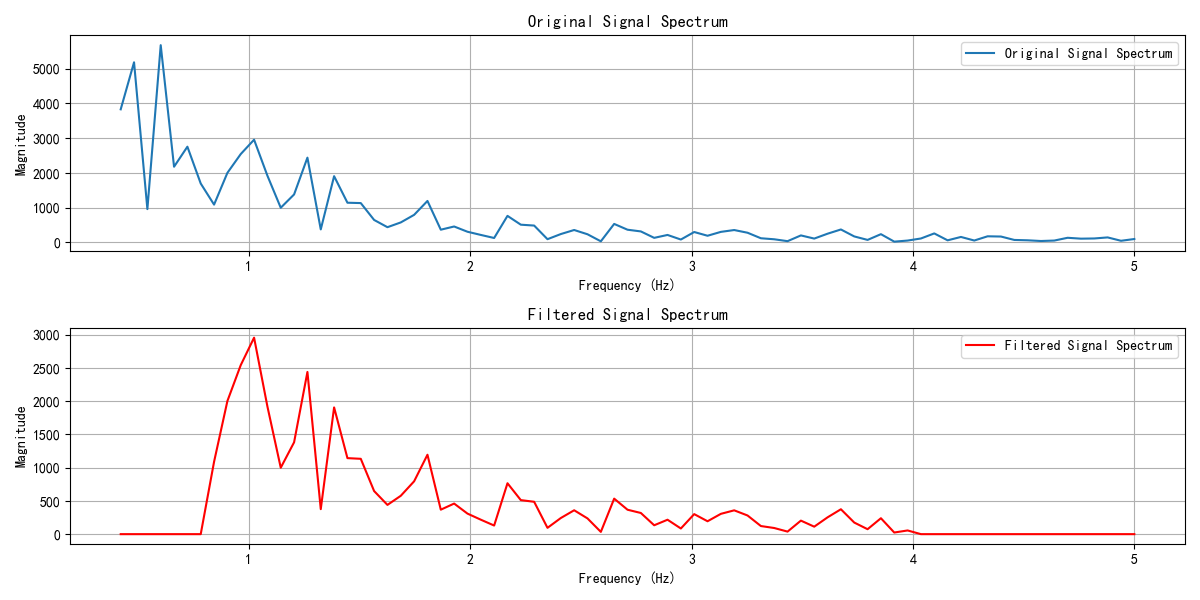 Original Signal Spectrum
Original Signal Spectrum
Magnitude
5000
4000
3000
2000
1000
0
1 2 3 4 5
Frequency (Hz)
Filtered Signal Spectrum
Filtered Signal Spectrum
Magnitude
3000
2500
2000
1500
1000
500
0
1 2 3 4 5
Frequency (Hz)